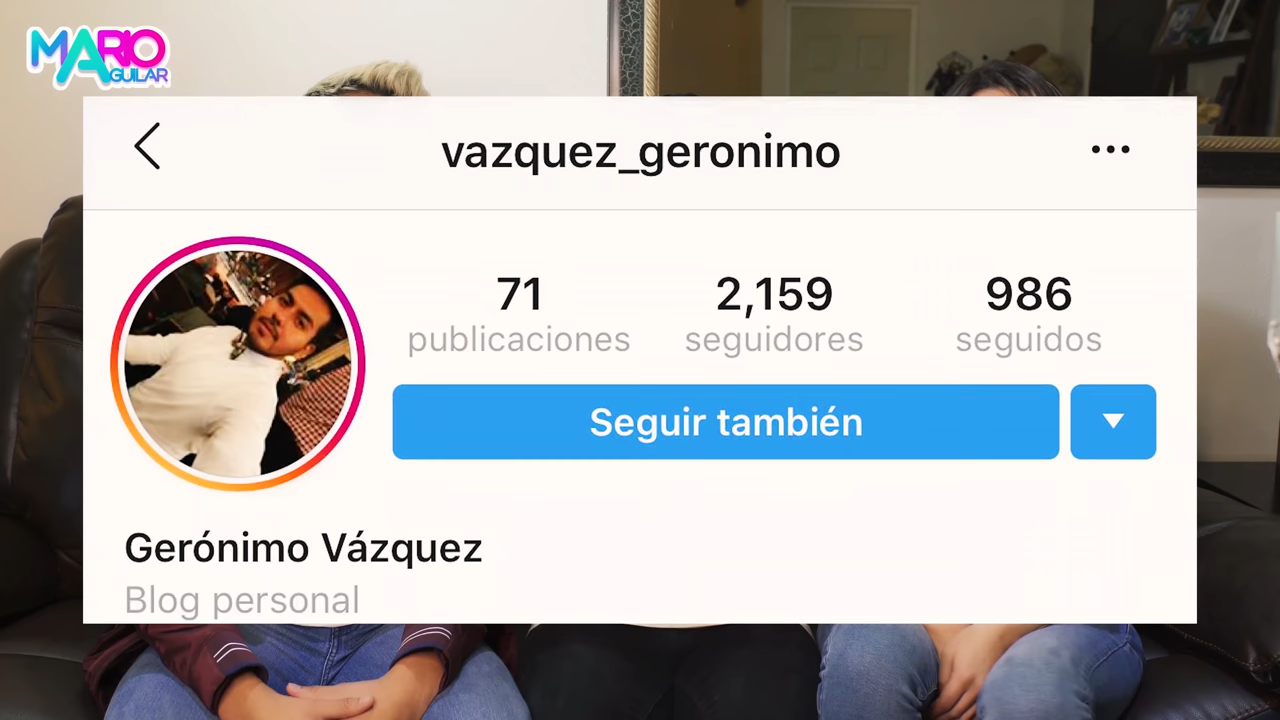 MARIO
AGUILAR
vazquez_geronimo
71
publicaciones
2,159
seguidores
986
seguidos
Seguir también
Gerónimo Vázquez
Blog personal